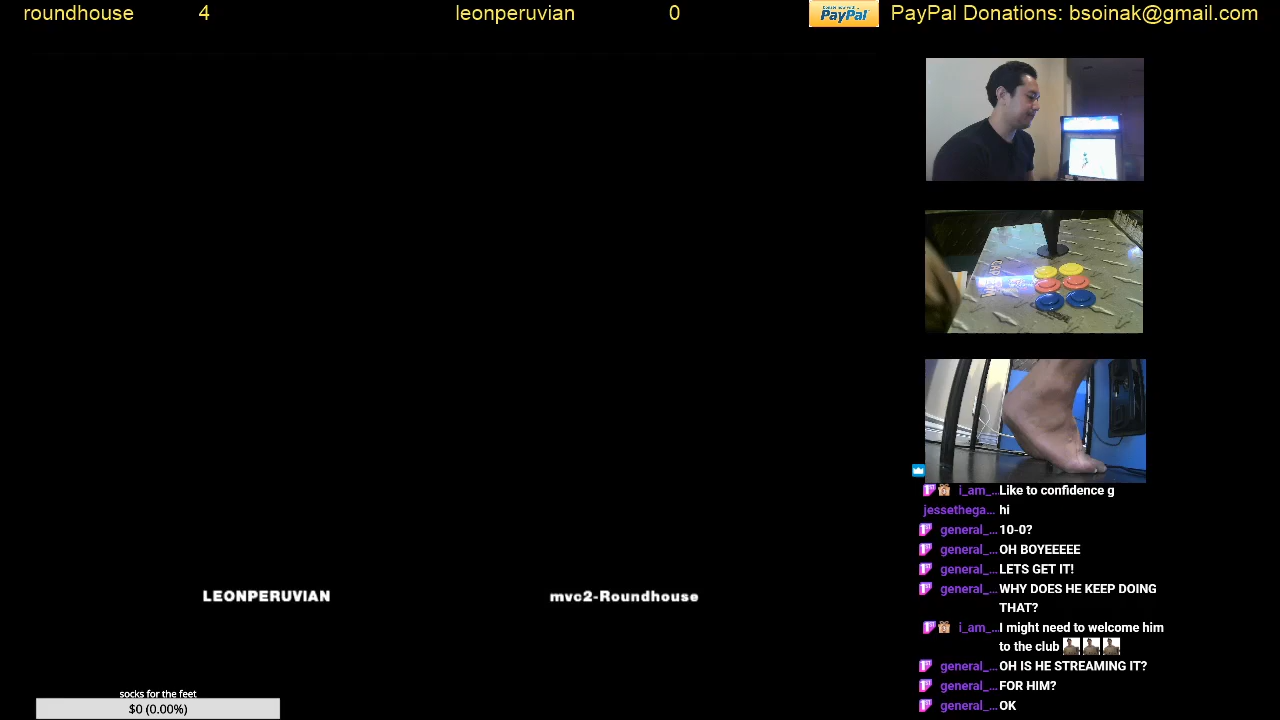 roundhouse 4 leonperuvian 0 PayPal PayPal Donations: bsoinak@gmail.com
i_am_…Like to confidence g
jessethega… hi
general_… 10-0?
general_… OH BOYEEEEE
general_… LETS GET IT!
general_… WHY DOES HE KEEP DOING
THAT?
i_am_…I might need to welcome him
to the club
general_… OH IS HE STREAMING IT?
general_… FOR HIM?
general_… OK
LEONPERUVIAN mvc2-Roundhouse
socks for the feet
$0 (0.00%)